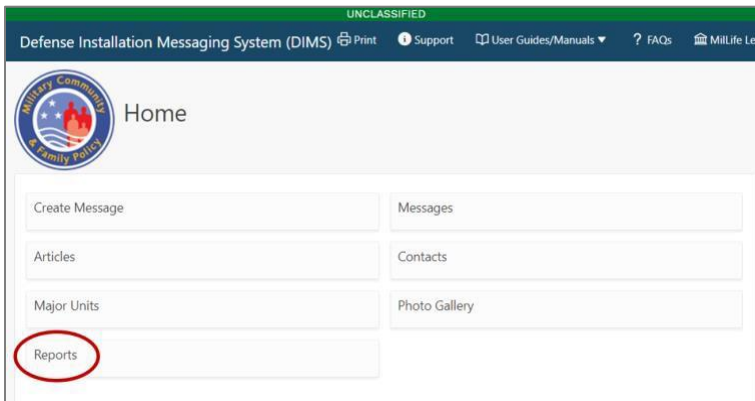 UNCLASSIFIED
Defense Installation Messaging System (DIMS) Print Support User Guides/Manuals ? FAQs MilLife Le
Military Community
& Family Policy
Home
Create Message Messages
Articles Contacts
Major Units Photo Gallery
Reports